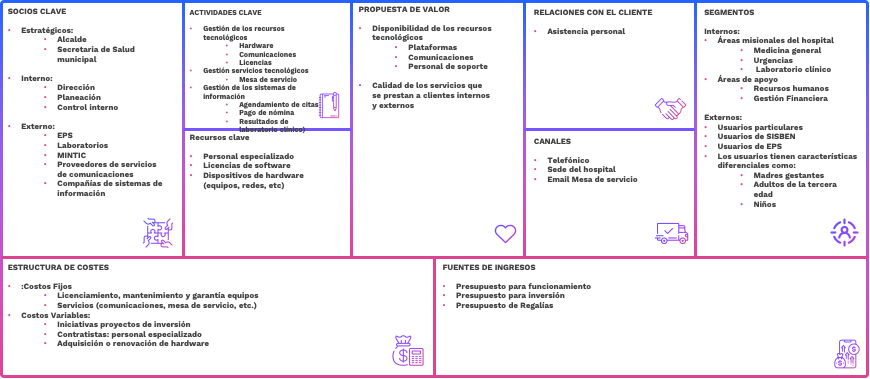 SOCIOS CLAVE
• Estratégicos:
• Alcalde
• Secretaria de Salud
municipal
• Interno:
• Dirección
• Planeación
Control interno
• Externo:
• EPS
• Laboratorios
• MINTIC
• Proveedores de servicios
de comunicaciones
• Compañías de sistemas de
información
ACTIVIDADES CLAVE
• Gestión de los recursos
tecnológicos
• Hardware
• Comunicaciones
• Licencias
• Gestión servicios tecnológicos
• Mesa de servicio
• Gestión de los sistemas de
información
• Agendamiento de citas
• Pago de nómina
• Resultados de
laboratorio clínico)
Recursos clave
• Personal especializado
• Licencias de software
• Dispositivos de hardware
(equipos, redes, etc)
PROPUESTA DE VALOR
• Disponibilidad de los recursos
tecnológicos
• Plataformas
• Comunicaciones
• Personal de soporte
• Calidad de los servicios que
se prestan a clientes internos
y externos
RELACIONES CON EL CLIENTE
• Asistencia personal
CANALES
• Telefónico
• Sede del hospital
• Email Mesa de servicio
SEGMENTOS
Internos:
• Áreas misionales del hospital
• Medicina general
• Urgencias
• Laboratorio clínico
• Áreas de apoyo
• Recursos humanos
• Gestión Financiera
Externos:
• Usuarios particulares
• Usuarios de SISBEN
• Usuarios de EPS
• Los usuarios tienen características
diferenciales como:
• Madres gestantes
• Adultos de la tercera
edad
• Niños
ESTRUCTURA DE COSTES
• :Costos Fijos
• Licenciamiento, mantenimiento y garantía equipos
• Servicios (comunicaciones, mesa de servicio, etc.)
• Costos Variables:
• Iniciativas proyectos de inversión
• Contratistas: personal especializado
• Adquisición o renovación de hardware
FUENTES DE INGRESOS
• Presupuesto para funcionamiento
• Presupuesto para inversión
• Presupuesto de Regalías